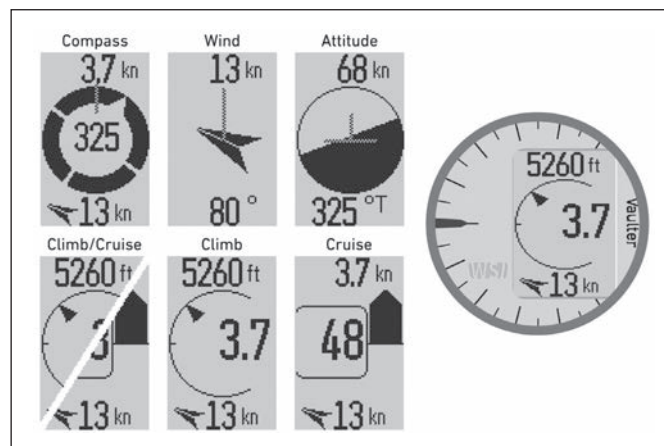 Compass
3.7 kn
325
13 kn
Wind
13 kn
80 °
Attitude
68 kn
325 °T
Climb/Cruise
5260 ft
3
13 kn
Climb
5260 ft
3.7
13 kn
Cruise
3.7 kn
48
13 kn
5260 ft
3.7
13 kn
Vaulter